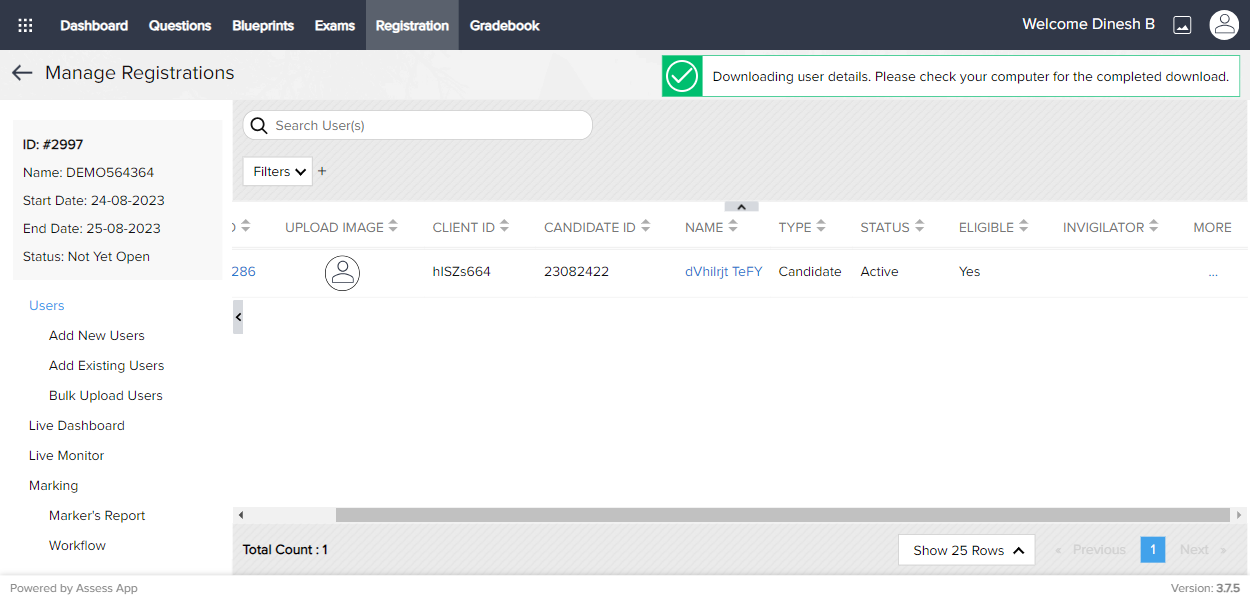 Dashboard Questions Blueprints Exams Registration Gradebook Welcome Dinesh B
Manage Registrations
Downloading user details. Please check your computer for the completed download.
ID: #2997
Name: DEMO564364
Start Date: 24-08-2023
End Date: 25-08-2023
Status: Not Yet Open
Users
Add New Users
Add Existing Users
Bulk Upload Users
Live Dashboard
Live Monitor
Marking
Marker's Report
Workflow
Search User(s)
Filters +
UPLOAD IMAGE CLIENT ID CANDIDATE ID NAME TYPE STATUS ELIGIBLE INVIGILATOR MORE
286 hISZs664 23082422 dVhiIrjt TeFY Candidate Active Yes ...
Total Count : 1 Show 25 Rows « Previous 1 Next »
Powered by Assess App Version: 3.7.5